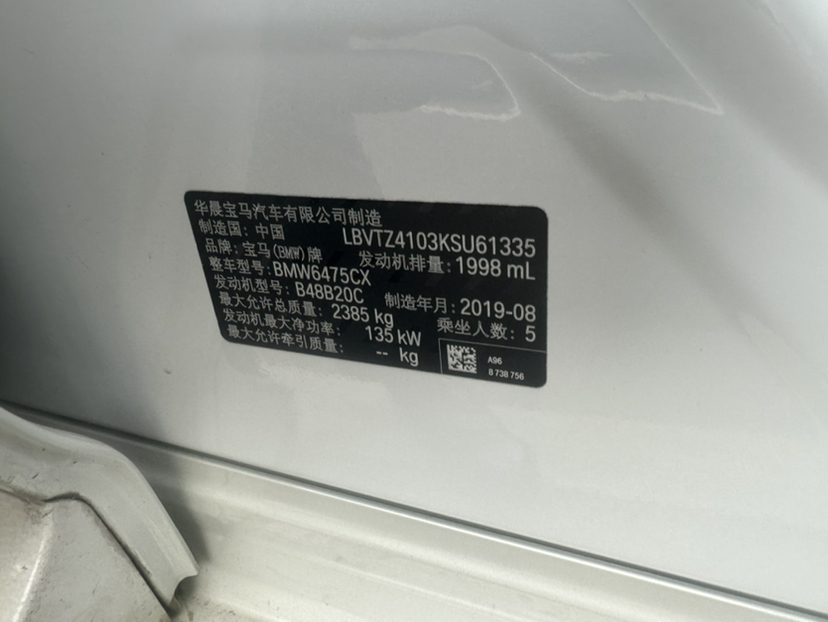 华晨宝马汽车有限公司制造
制造国: 中国 LBVTZ4103KSU61335
品牌: 宝马(BMW)牌 发动机排量: 1998 mL
整车型号: BMW6475CX
发动机型号: B48B20C 制造年月: 2019-08
最大允许总质量: 2385 kg 乘坐人数: 5
发动机最大净功率: 135 kW
最大允许牵引质量: -- kg
A96
8 738 756